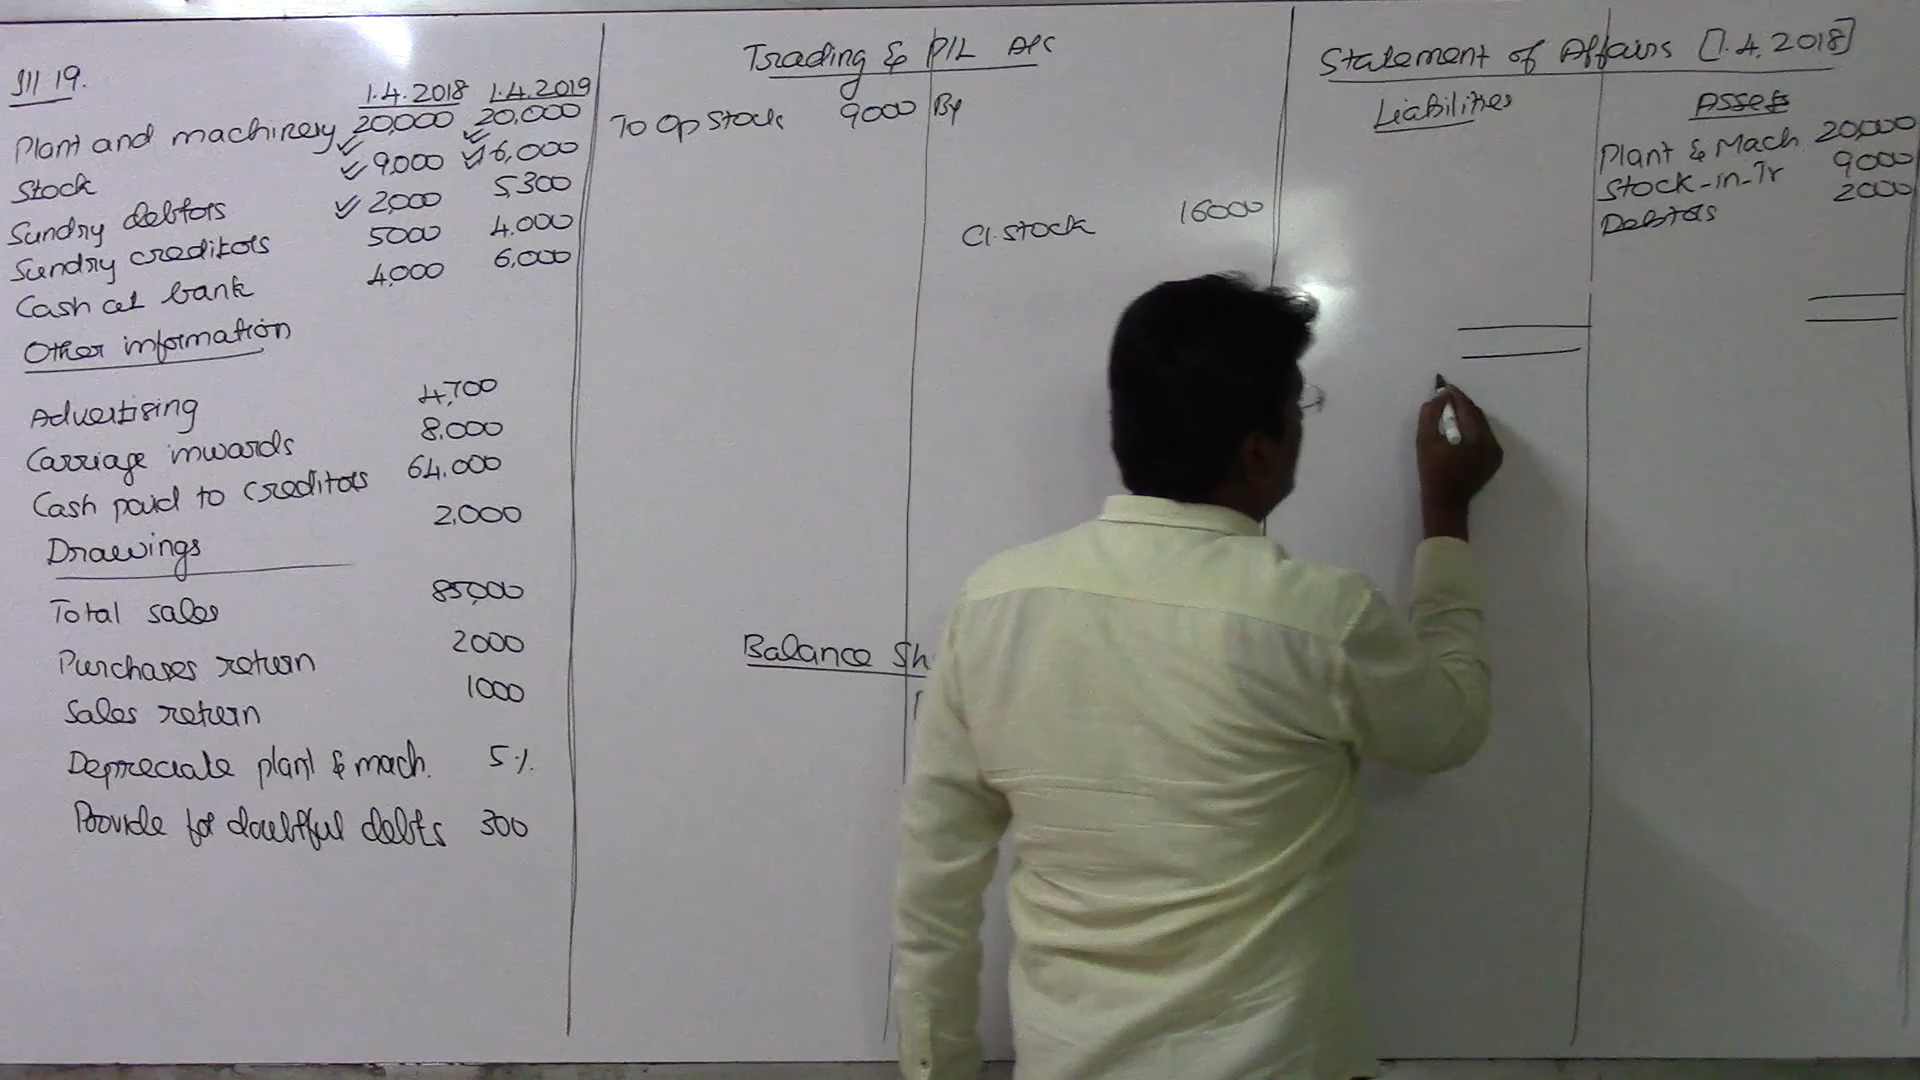 Ill 19.
1.4.2018 1.4.2019
Plant and machinery 20,000 20,000
Stock 9,000 16,000
Sundry debtors 2,000 5,300
Sundry creditors 5000 4,000
Cash at bank 4,000 6,000
Other information
Advertising 4,700
Carriage inwards 8,000
Cash paid to creditors 64,000
Drawings 2,000
Total sales 85,000
Purchases return 2000
Sales return 1000
Depreciate plant & mach. 5%
Provide for doubtful debts 300
Trading & P/L A/c
To Op Stock 9000 By
Cl. Stock 16000
Balance Sh
Statement of Affairs [1.4.2018]
Liabilities Assets
Plant & Mach 20,000
Stock-in-Tr 9000
Debtors 2000